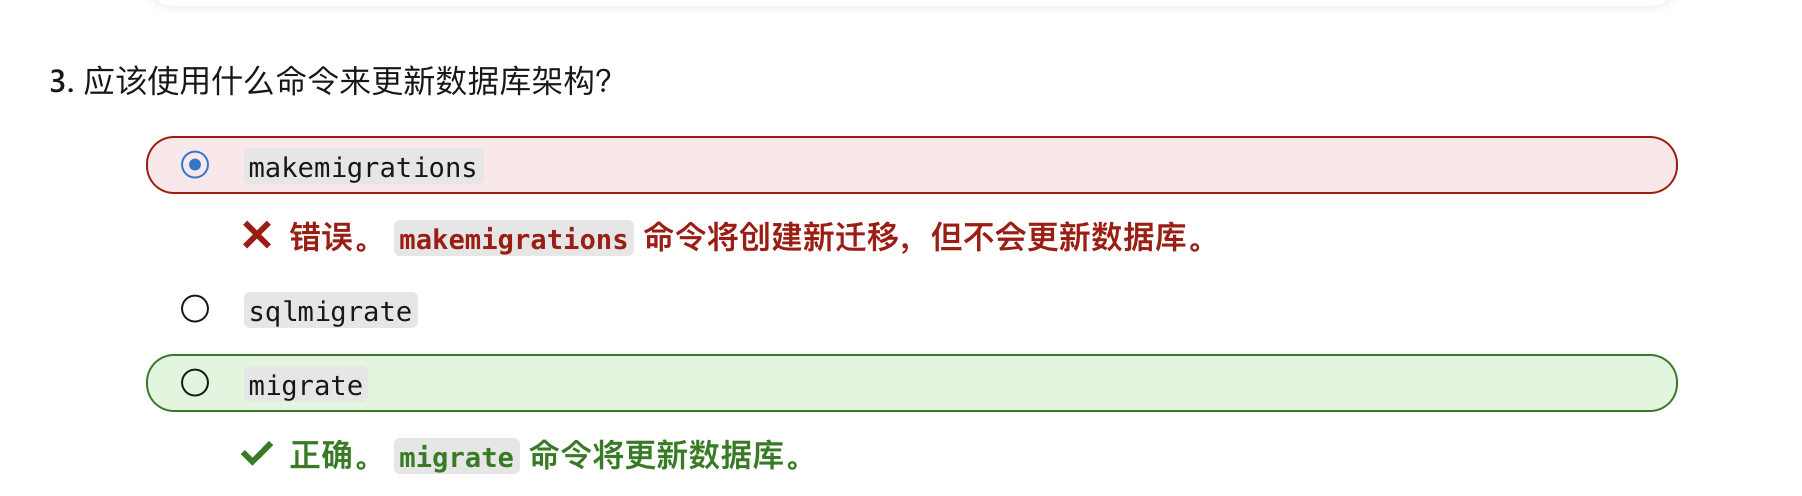 3. 应该使用什么命令来更新数据库架构?
makemigrations
错误。 makemigrations 命令将创建新迁移，但不会更新数据库。
sqlmigrate
migrate
正确。 migrate 命令将更新数据库。